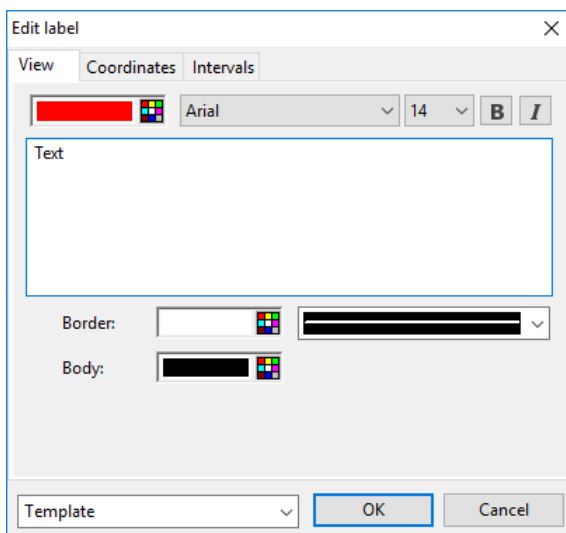 Edit label
View Coordinates Intervals
Arial 14 B I
Text
Border:
Body:
Template OK Cancel